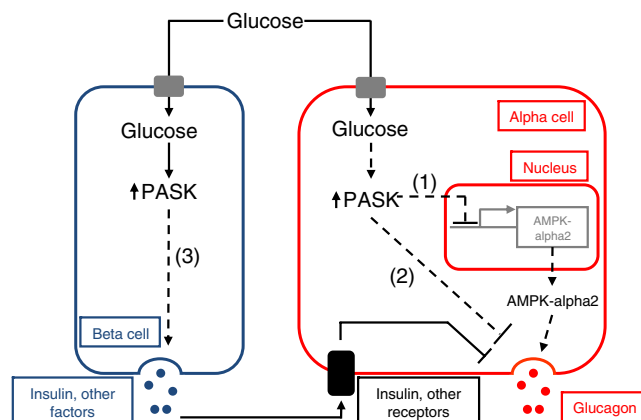 Glucose
Glucose
Glucose
Alpha cell
Nucleus
PASK
(1)
PASK
AMPK-
alpha2
(3)
(2)
AMPK-alpha2
Beta cell
Insulin, other
factors
Insulin, other
receptors
Glucagon